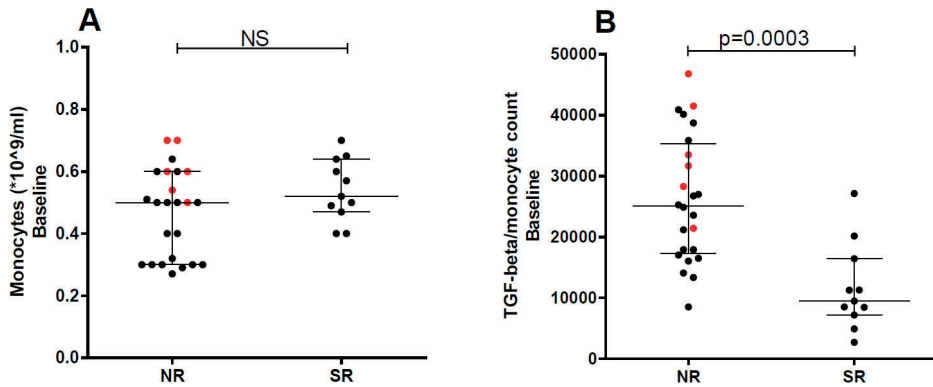 A
NS
1.0
0.8
0.6
0.4
0.2
0.0
Monocytes (*10^9/ml)
Baseline
NR
SR
B
p=0.0003
50000
40000
30000
20000
10000
0
TGF-beta/monocyte count
Baseline
NR
SR